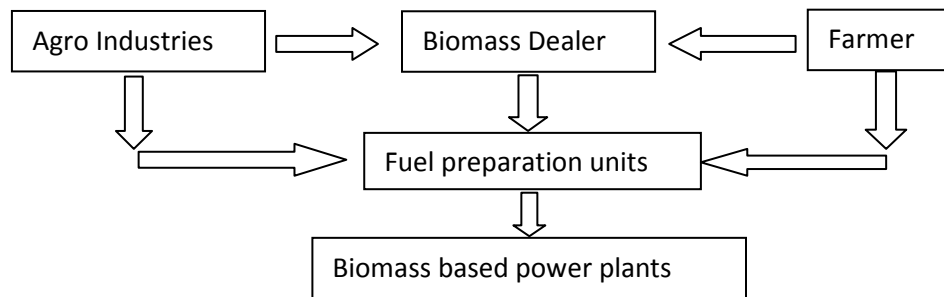 Agro Industries
Biomass Dealer
Farmer
Fuel preparation units
Biomass based power plants